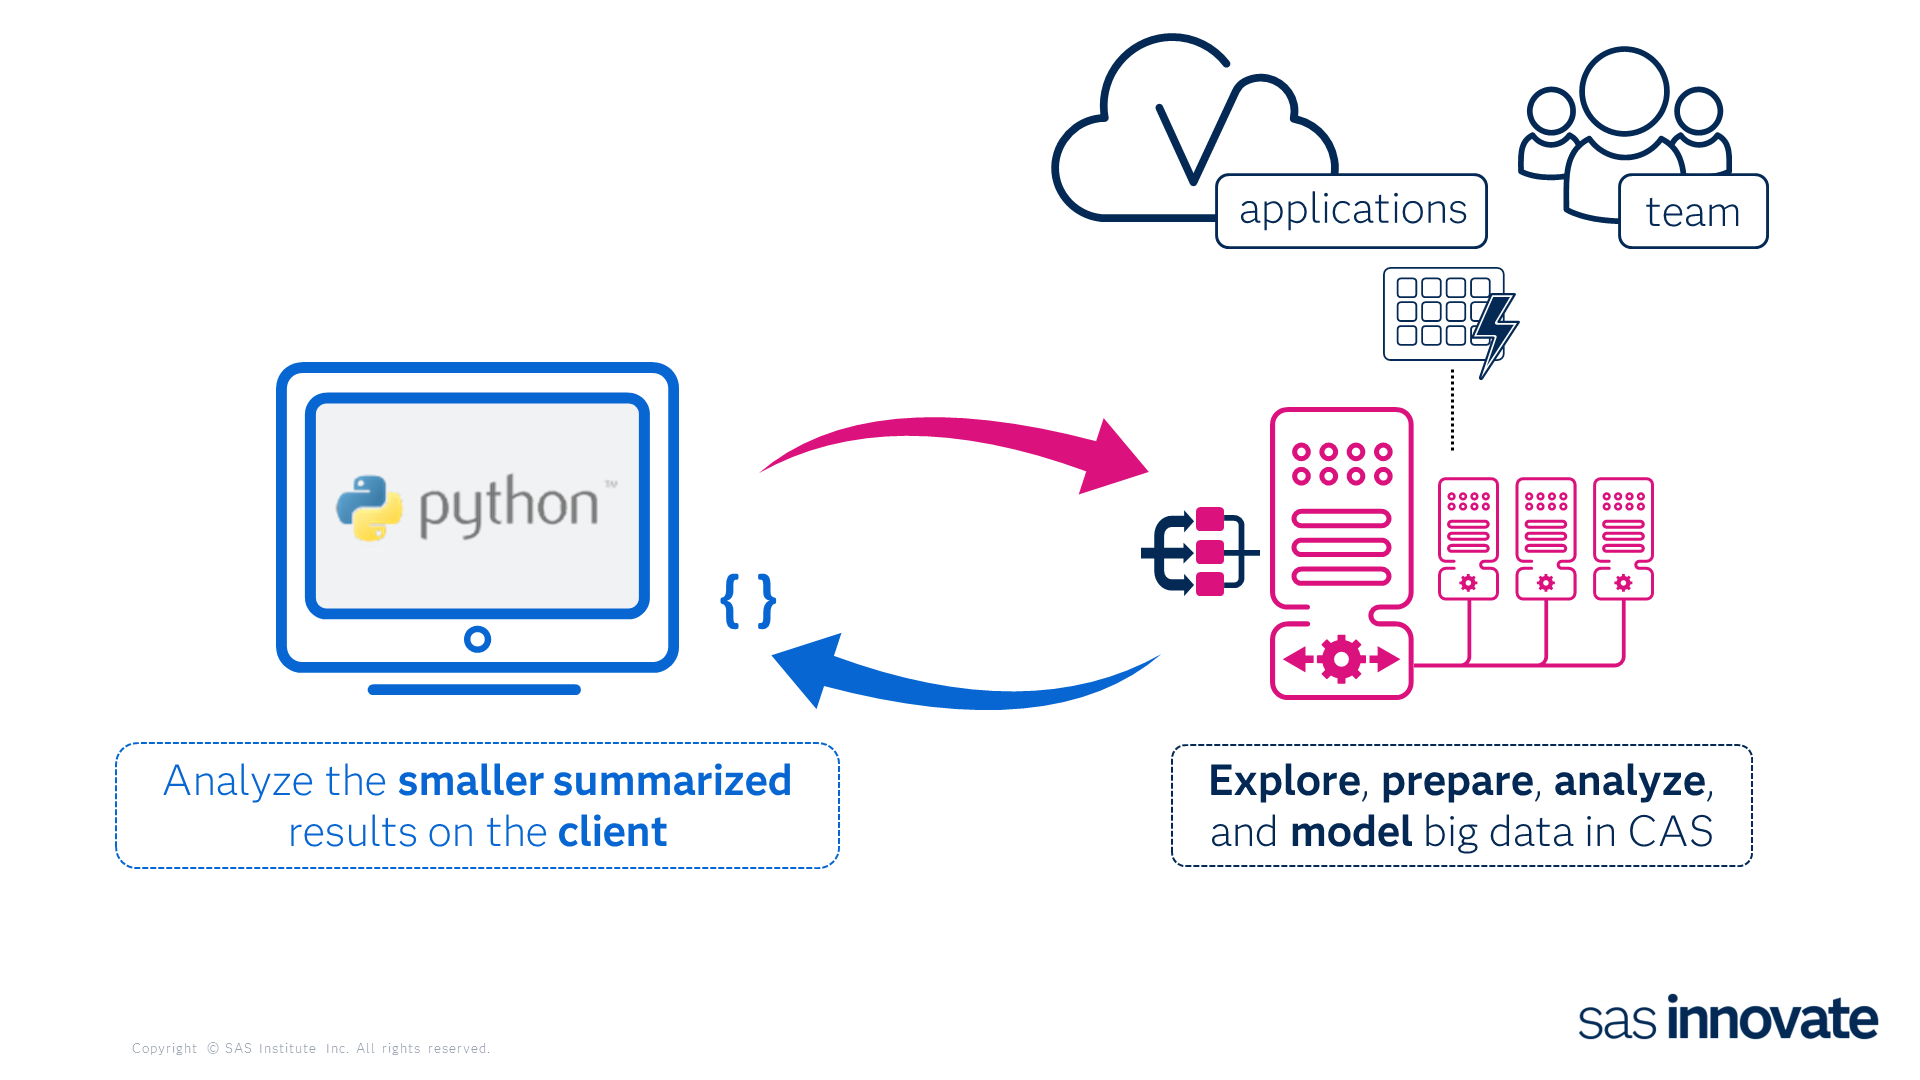 applications
team
python™
{ }
Analyze the smaller summarized
results on the client
Explore, prepare, analyze,
and model big data in CAS
sas innovate
Copyright © SAS Institute Inc. All rights reserved.